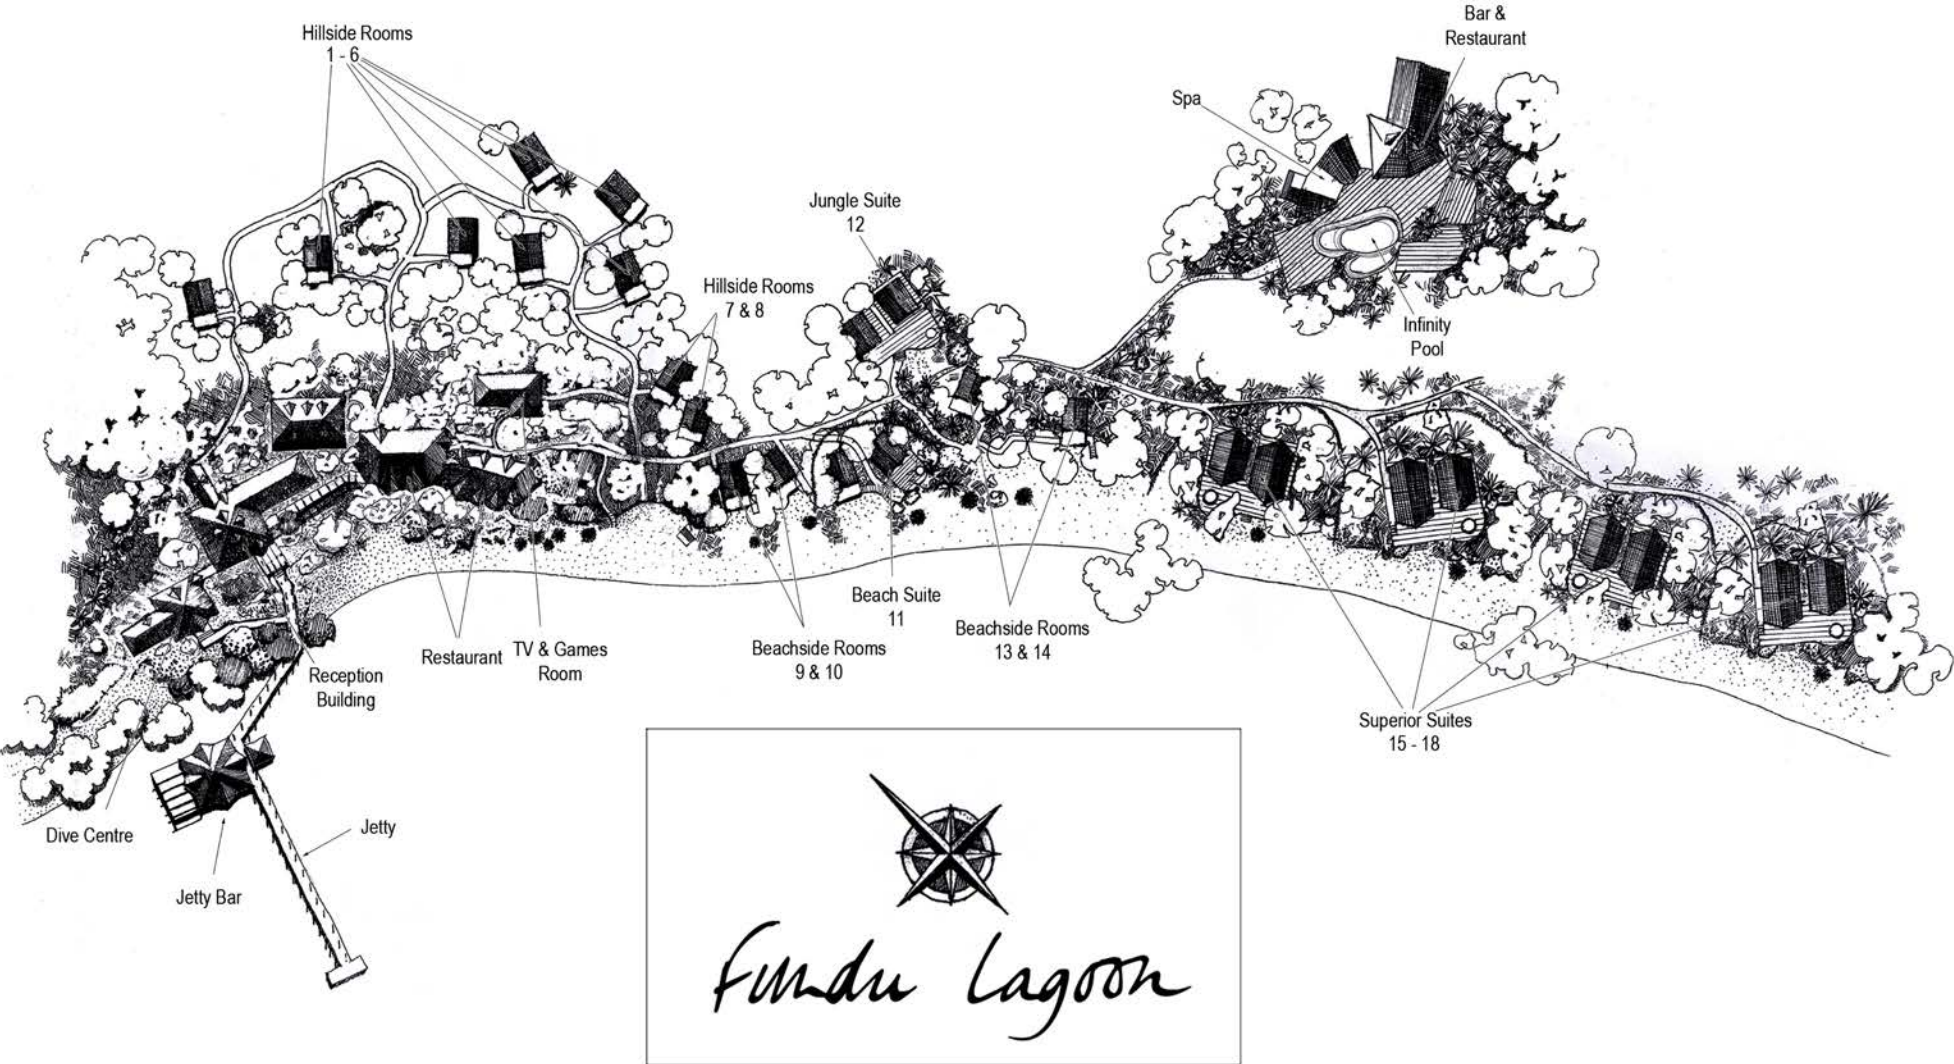 Hillside Rooms
1 - 6
Bar &
Restaurant
Spa
Jungle Suite
12
Hillside Rooms
7 & 8
Infinity
Pool
Beach Suite
11
Beachside Rooms
9 & 10
Beachside Rooms
13 & 14
Restaurant
TV & Games
Room
Reception
Building
Superior Suites
15 - 18
Dive Centre
Jetty
Jetty Bar
Fundu Lagoon